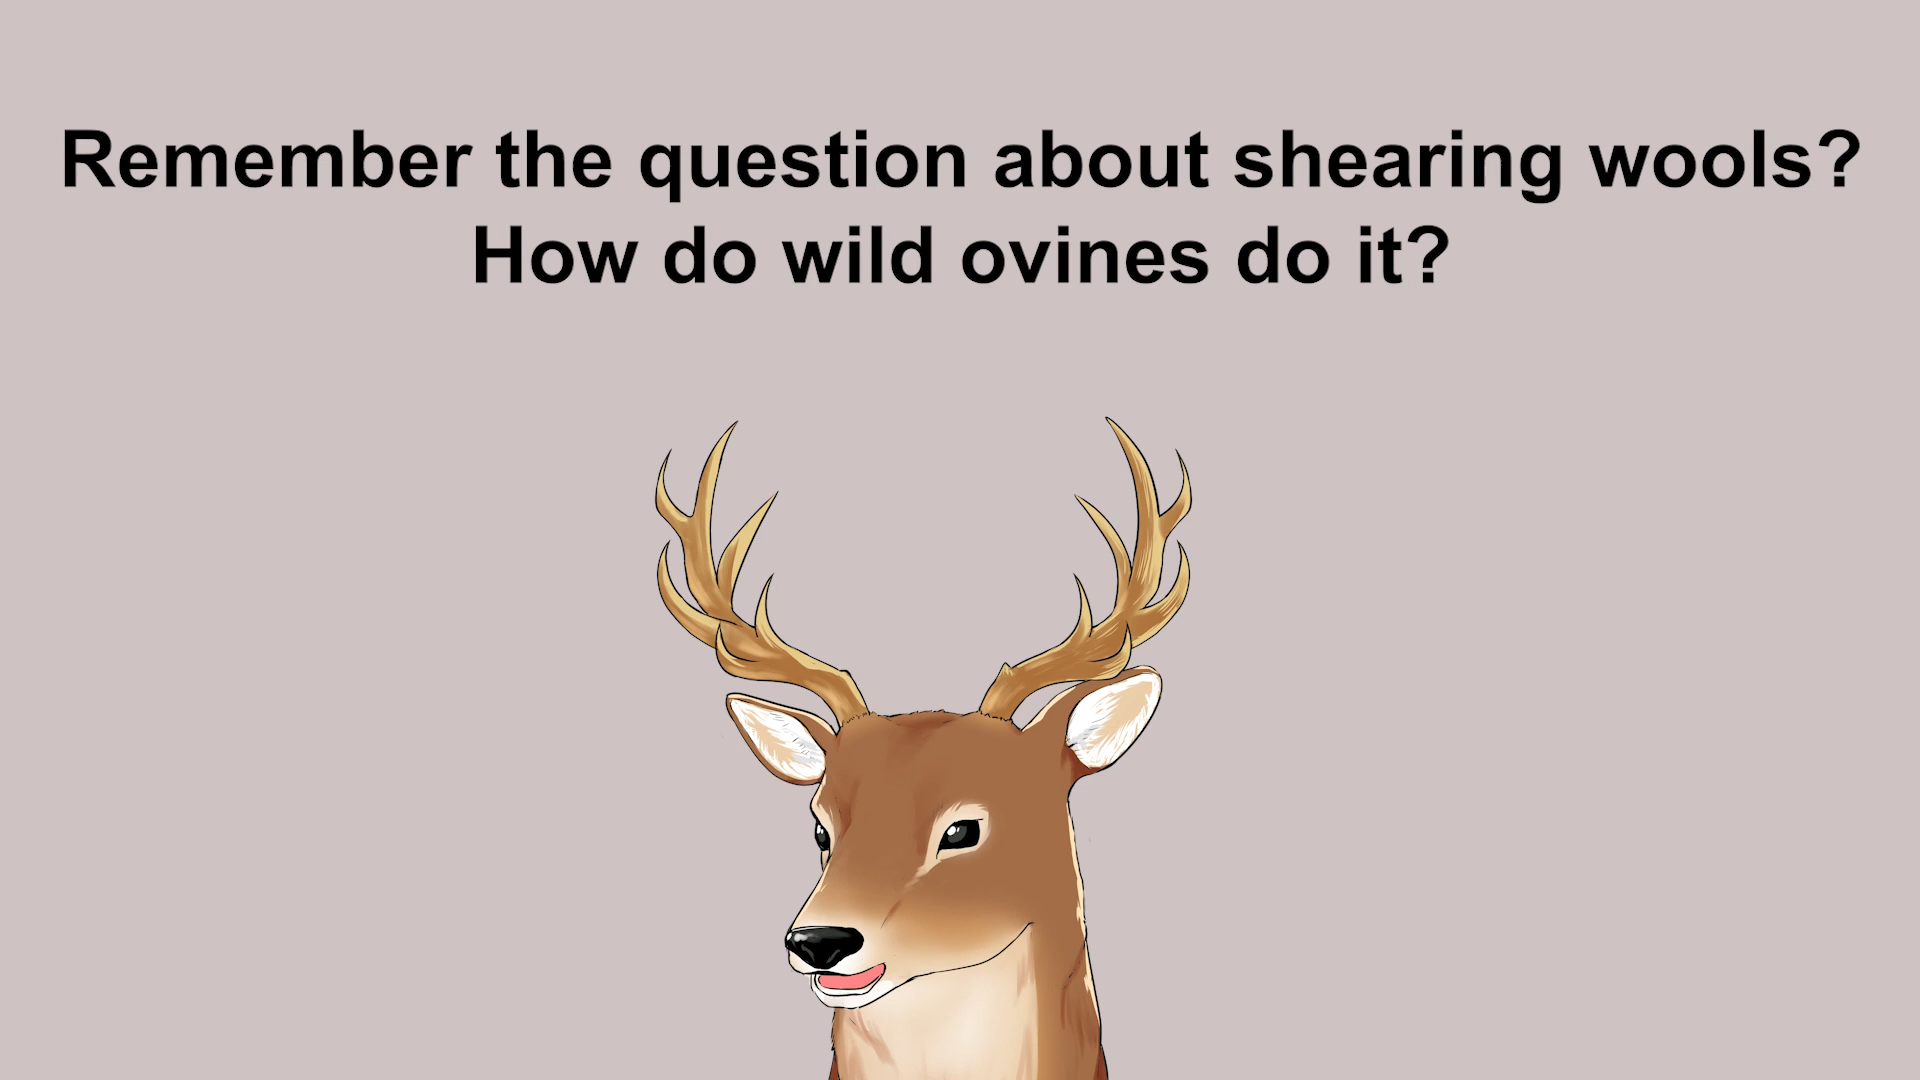 Remember the question about shearing wools?
How do wild ovines do it?